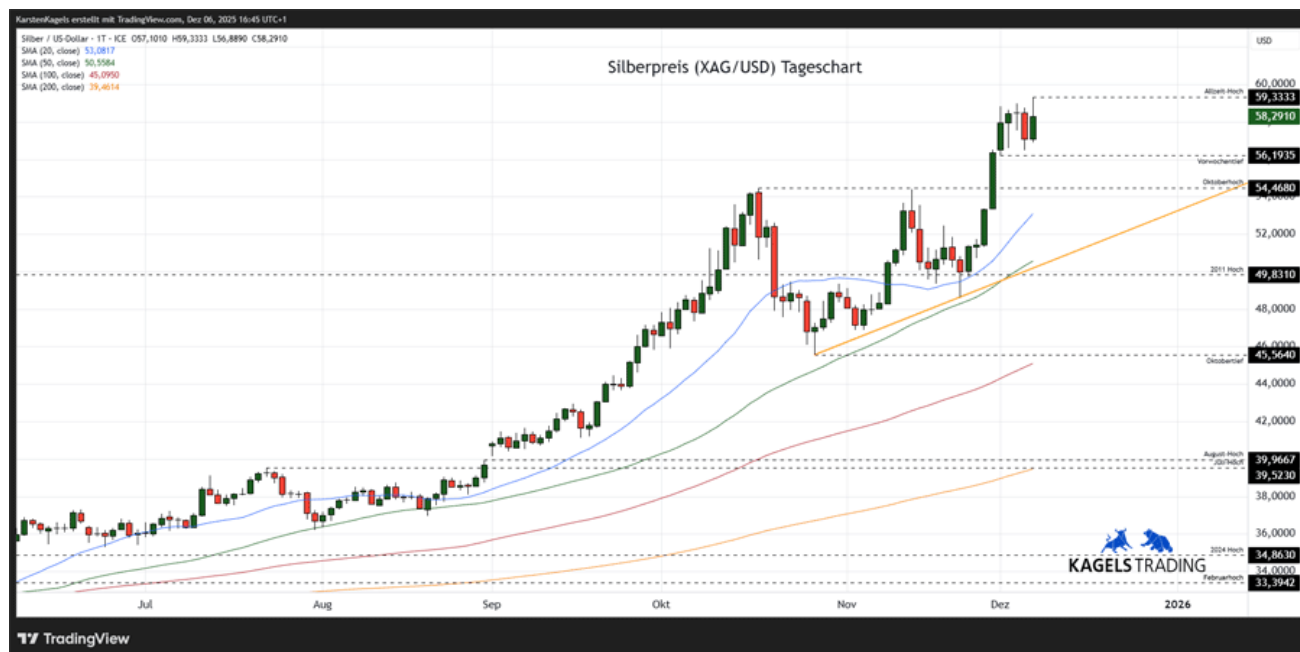 KarstenKagels erstellt mit TradingView.com, Dez 06, 2025 16:45 UTC+1
Silber / US-Dollar · 1T · ICE O57,1010 H59,3333 L56,8890 C58,2910
SMA (20, close) 53,0817
SMA (50, close) 50,5584
SMA (100, close) 45,0950
SMA (200, close) 39,4614
Silberpreis (XAG/USD) Tageschart
USD
60,0000
Allzeit-Hoch 59,3333
58,2910
56,1935
Vorwochentief
Oktoberhoch 54,4680
54,0000
52,0000
2011 Hoch 49,8310
48,0000
46,0000
45,5640
Oktobertief
44,0000
42,0000
August-Hoch 39,9667
Juli-Hoch 39,5230
38,0000
36,0000
2024 Hoch 34,8630
34,0000
Februarhoch 33,3942
KAGELS TRADING
Jul Aug Sep Okt Nov Dez 2026
TradingView